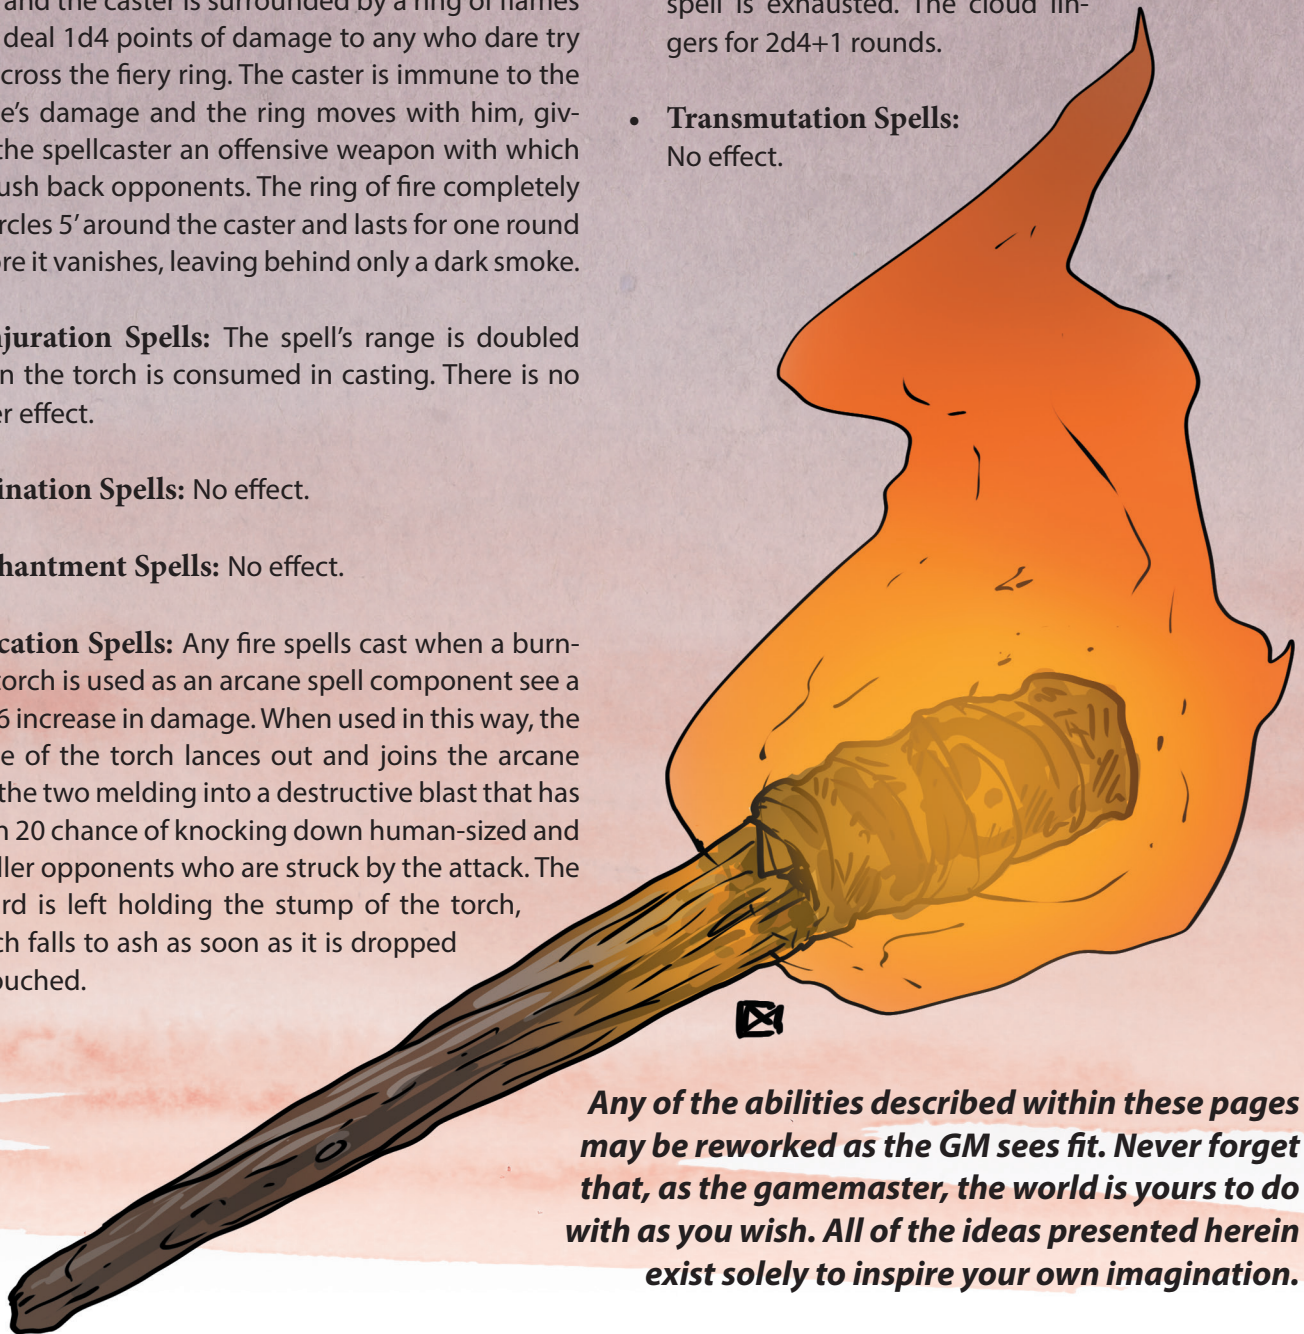 and the caster is surrounded by a ring of flames
deal 1d4 points of damage to any who dare try
cross the fiery ring. The caster is immune to the
e's damage and the ring moves with him, giv-
the spellcaster an offensive weapon with which
ush back opponents. The ring of fire completely
rcles 5' around the caster and lasts for one round
re it vanishes, leaving behind only a dark smoke.
juration Spells: The spell's range is doubled
n the torch is consumed in casting. There is no
er effect.
ination Spells: No effect.
hantment Spells: No effect.
cation Spells: Any fire spells cast when a burn-
torch is used as an arcane spell component see a
6 increase in damage. When used in this way, the
e of the torch lances out and joins the arcane
the two melding into a destructive blast that has
n 20 chance of knocking down human-sized and
ller opponents who are struck by the attack. The
rd is left holding the stump of the torch,
ch falls to ash as soon as it is dropped
ouched.
spell is exhausted. The cloud lin-
gers for 2d4+1 rounds.
• Transmutation Spells:
No effect.
Any of the abilities described within these pages
may be reworked as the GM sees fit. Never forget
that, as the gamemaster, the world is yours to do
with as you wish. All of the ideas presented herein
exist solely to inspire your own imagination.